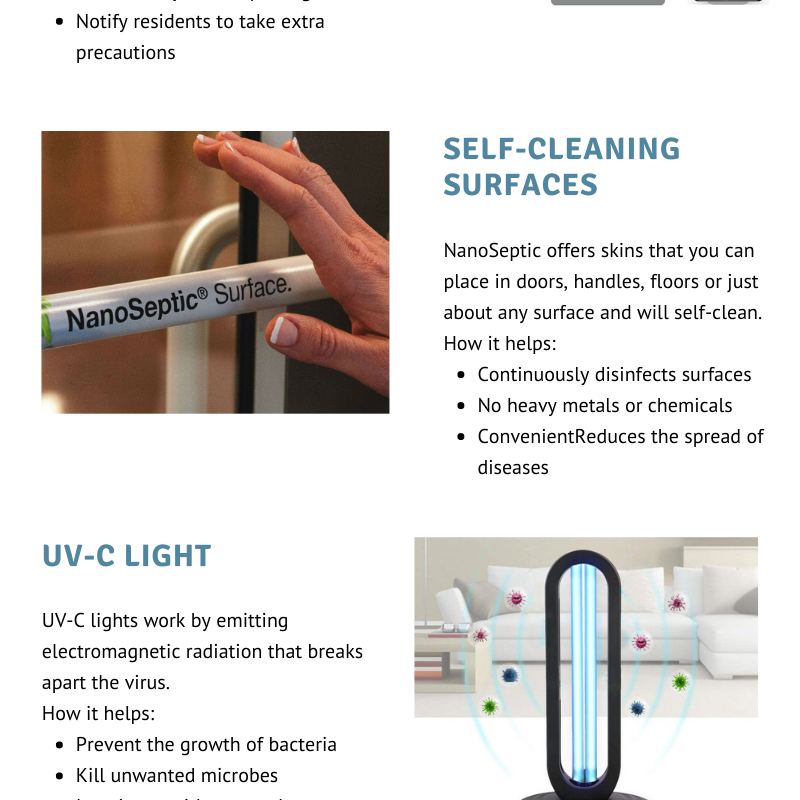 Notify residents to take extra
precautions
SELF-CLEANING
SURFACES
NanoSeptic® Surface.
NanoSeptic offers skins that you can
place in doors, handles, floors or just
about any surface and will self-clean.
How it helps:
Continuously disinfects surfaces
No heavy metals or chemicals
ConvenientReduces the spread of
diseases
UV-C LIGHT
UV-C lights work by emitting
electromagnetic radiation that breaks
apart the virus.
How it helps:
Prevent the growth of bacteria
Kill unwanted microbes